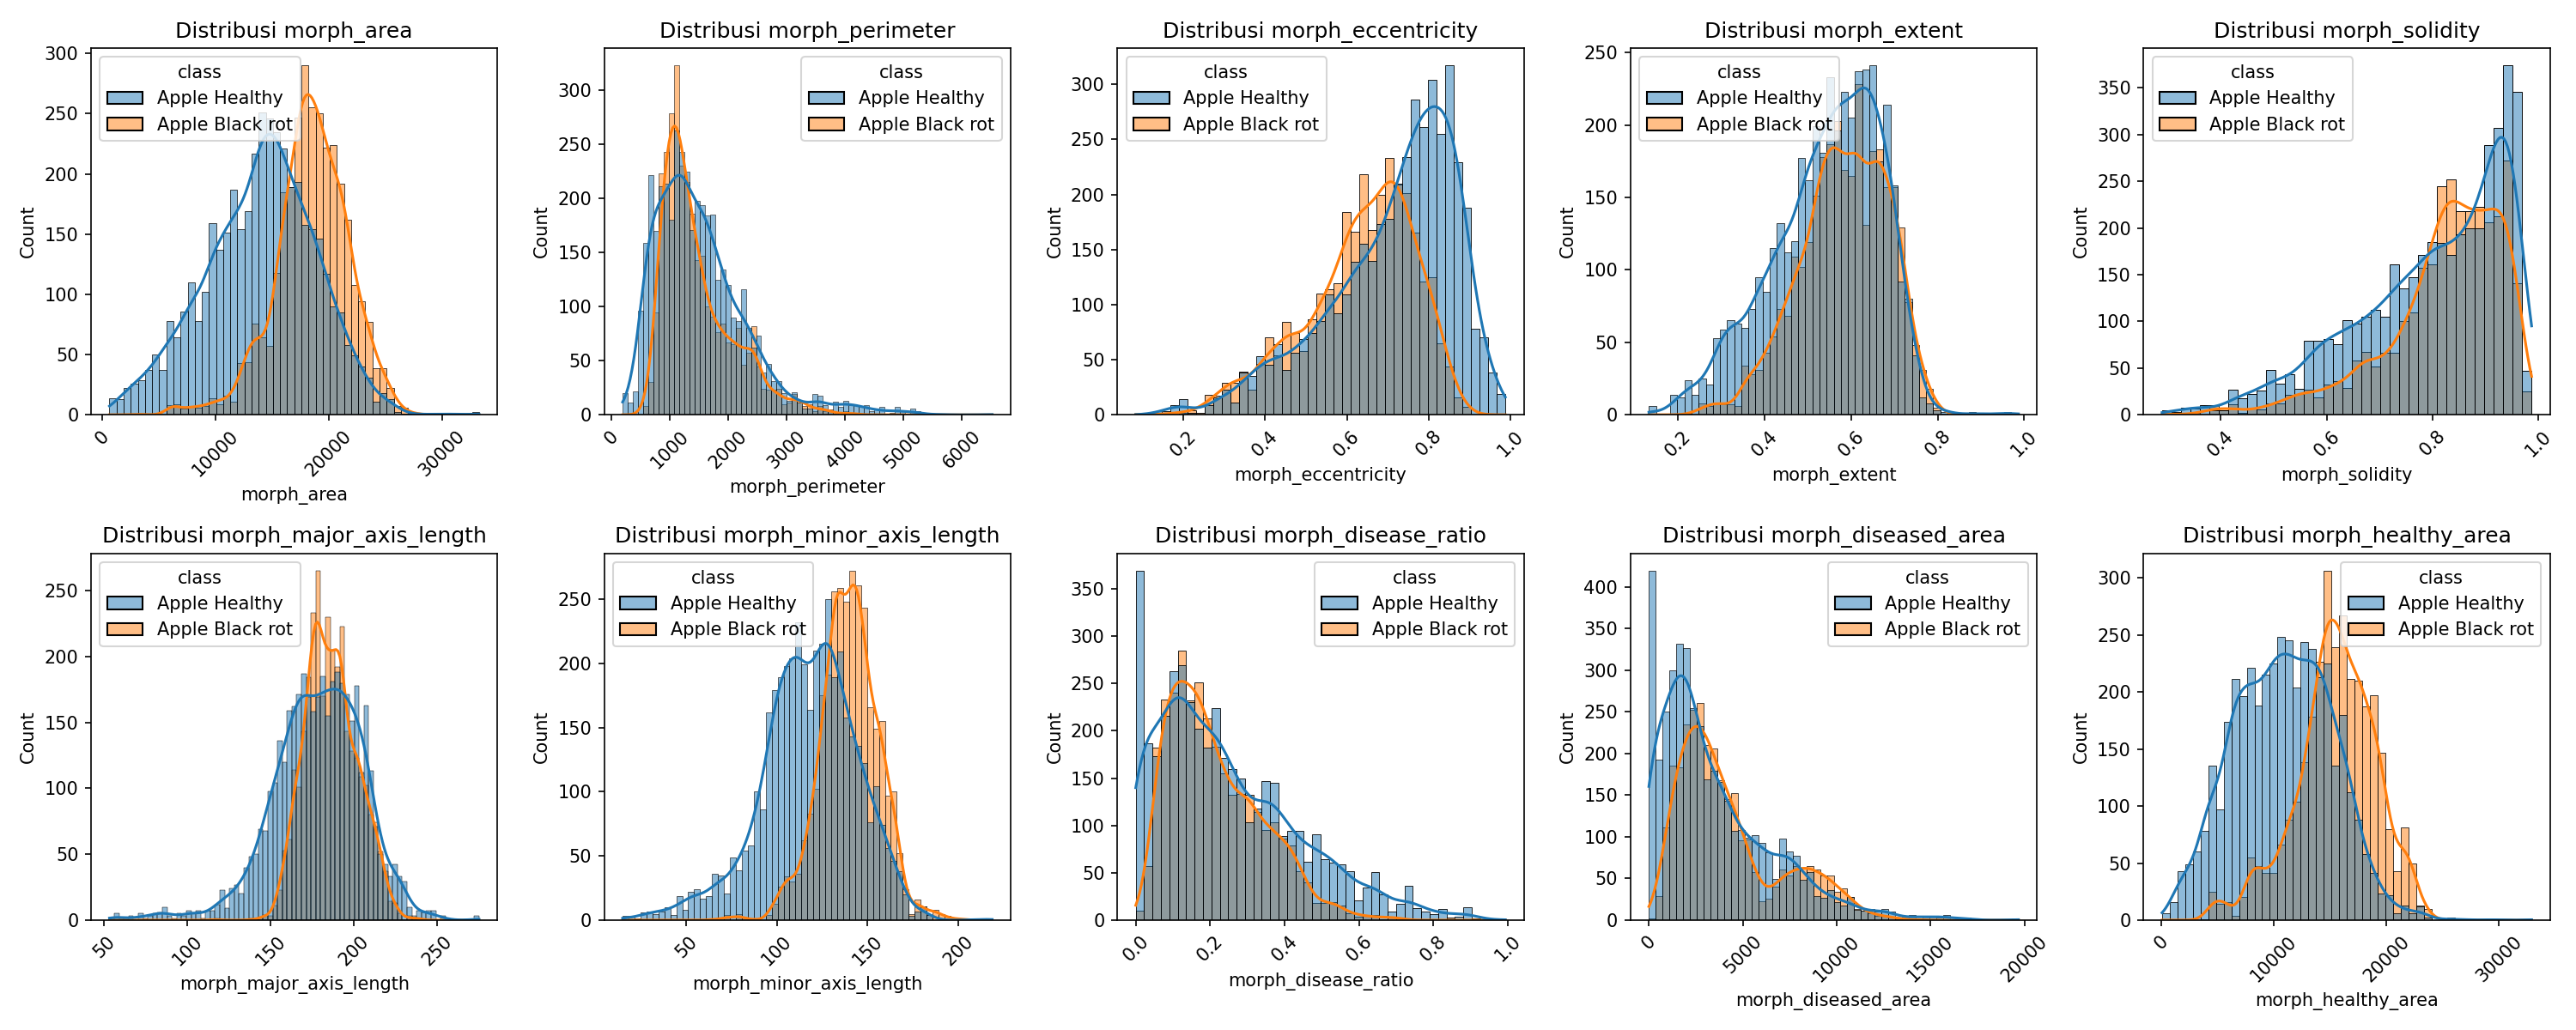 Distribusi morph_area
300
250
200
150
100
50
0
Count
class
Apple Healthy
Apple Black rot
0
10000
20000
30000
morph_area
Distribusi morph_perimeter
300
250
200
150
100
50
0
Count
class
Apple Healthy
Apple Black rot
0
1000
2000
3000
4000
5000
6000
morph_perimeter
Distribusi morph_eccentricity
300
250
200
150
100
50
0
Count
class
Apple Healthy
Apple Black rot
0.2
0.4
0.6
0.8
1.0
morph_eccentricity
Distribusi morph_extent
250
200
150
100
50
0
Count
class
Apple Healthy
Apple Black rot
0.2
0.4
0.6
0.8
1.0
morph_extent
Distribusi morph_solidity
350
300
250
200
150
100
50
0
Count
class
Apple Healthy
Apple Black rot
0.4
0.6
0.8
1.0
morph_solidity
Distribusi morph_major_axis_length
250
200
150
100
50
0
Count
class
Apple Healthy
Apple Black rot
50
100
150
200
250
morph_major_axis_length
Distribusi morph_minor_axis_length
250
200
150
100
50
0
Count
class
Apple Healthy
Apple Black rot
50
100
150
200
morph_minor_axis_length
Distribusi morph_disease_ratio
350
300
250
200
150
100
50
0
Count
class
Apple Healthy
Apple Black rot
0.0
0.2
0.4
0.6
0.8
1.0
morph_disease_ratio
Distribusi morph_diseased_area
400
350
300
250
200
150
100
50
0
Count
class
Apple Healthy
Apple Black rot
0
5000
10000
15000
20000
morph_diseased_area
Distribusi morph_healthy_area
300
250
200
150
100
50
0
Count
class
Apple Healthy
Apple Black rot
0
10000
20000
30000
morph_healthy_area